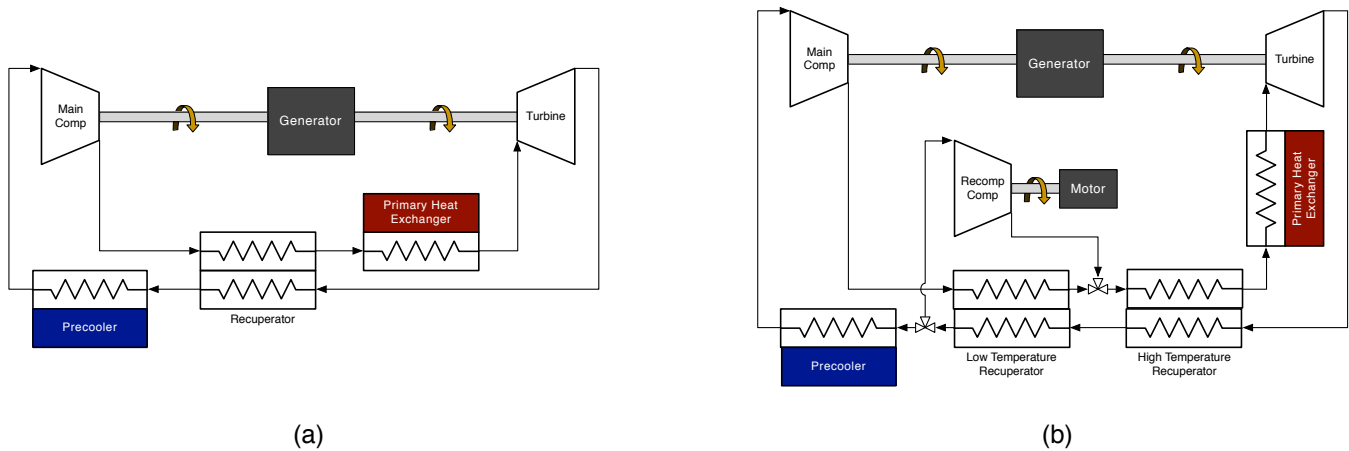 Main
Comp
Generator
Turbine
Primary Heat
Exchanger
Recuperator
Precooler
(a)
Main
Comp
Generator
Turbine
Recomp
Comp
Motor
Primary Heat
Exchanger
Low Temperature
Recuperator
High Temperature
Recuperator
Precooler
(b)